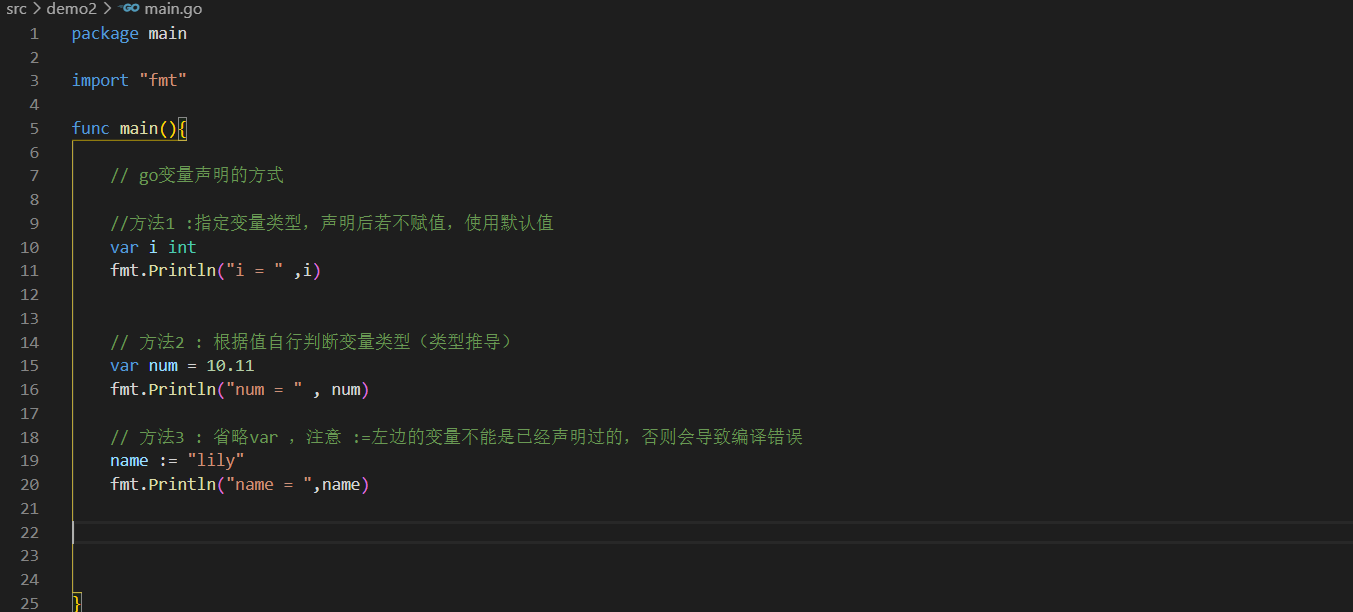 src > demo2 > GO main.go
1 package main
2
3 import "fmt"
4
5 func main(){
6
7 // go变量声明的方式
8
9 //方法1 :指定变量类型，声明后若不赋值，使用默认值
10 var i int
11 fmt.Println("i = " ,i)
12
13
14 // 方法2 : 根据值自行判断变量类型（类型推导）
15 var num = 10.11
16 fmt.Println("num = " , num)
17
18 // 方法3 : 省略var ，注意 :=左边的变量不能是已经声明过的，否则会导致编译错误
19 name := "lily"
20 fmt.Println("name = ",name)
21
22
23
24
25 }